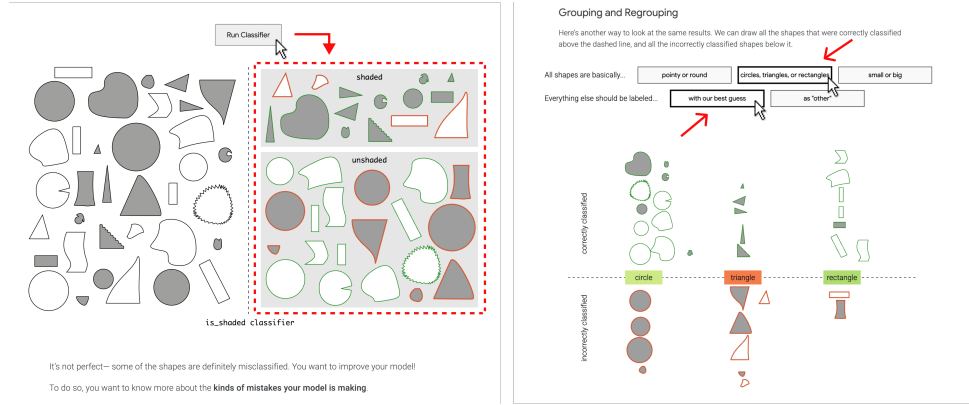 Run Classifier
shaded
unshaded
is_shaded classifier
It's not perfect— some of the shapes are definitely misclassified. You want to improve your model!
To do so, you want to know more about the kinds of mistakes your model is making.
Grouping and Regrouping
Here's another way to look at the same results. We can draw all the shapes that were correctly classified
above the dashed line, and all the incorrectly classified shapes below it.
All shapes are basically... pointy or round circles, triangles, or rectangles small or big
Everything else should be labeled... with our best guess as "other"
correctly classified
circle triangle rectangle
incorrectly classified